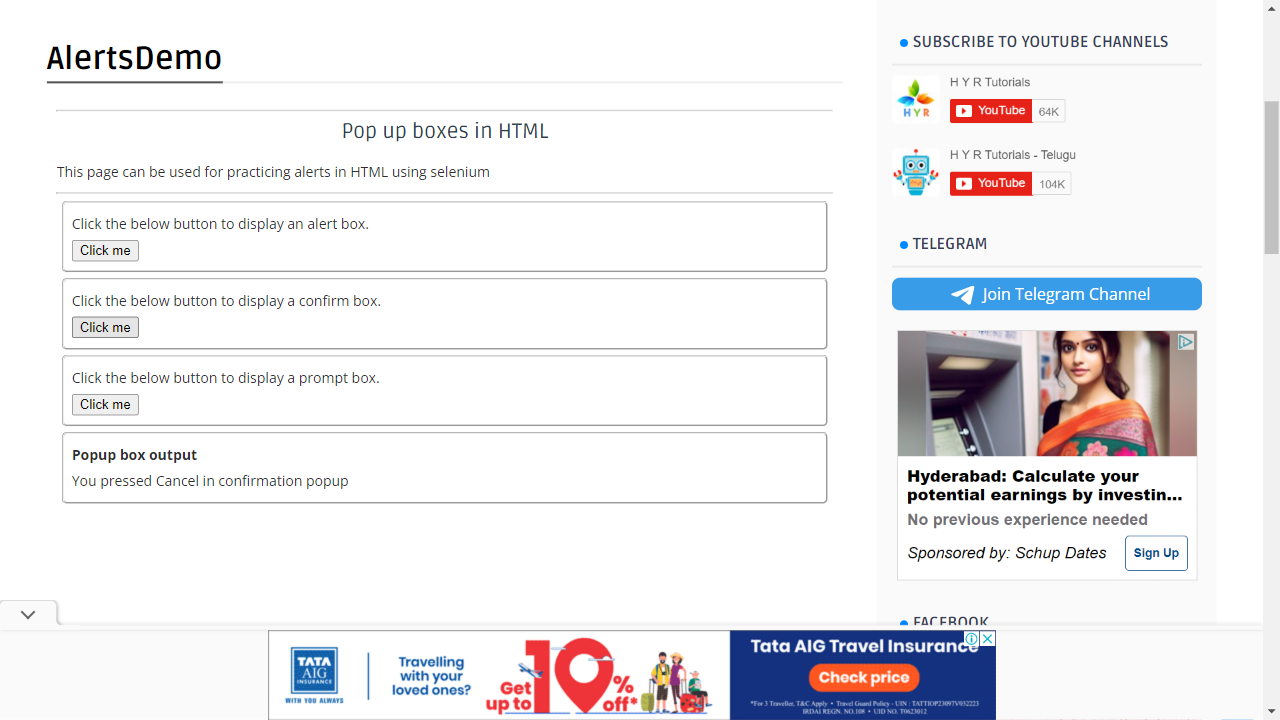 AlertsDemo
Pop up boxes in HTML
This page can be used for practicing alerts in HTML using selenium
Click the below button to display an alert box.
Click me
Click the below button to display a confirm box.
Click me
Click the below button to display a prompt box.
Click me
Popup box output
You pressed Cancel in confirmation popup
SUBSCRIBE TO YOUTUBE CHANNELS
H Y R Tutorials
HYR
YouTube 64K
H Y R Tutorials - Telugu
YouTube 104K
TELEGRAM
Join Telegram Channel
Hyderabad: Calculate your
potential earnings by investin...
No previous experience needed
Sponsored by: Schup Dates
Sign Up
FACEBOOK
TATA
AIG
INSURANCE
WITH YOU ALWAYS
Travelling
with your
loved ones?
Get
up to
10%
off*
Tata AIG Travel Insurance
Check price
*For 3 Traveller, T&C Apply • Travel Guard Policy - UIN : TATTIOP23097V032223
IRDAI REGN. NO.108 • UID NO. T0623012